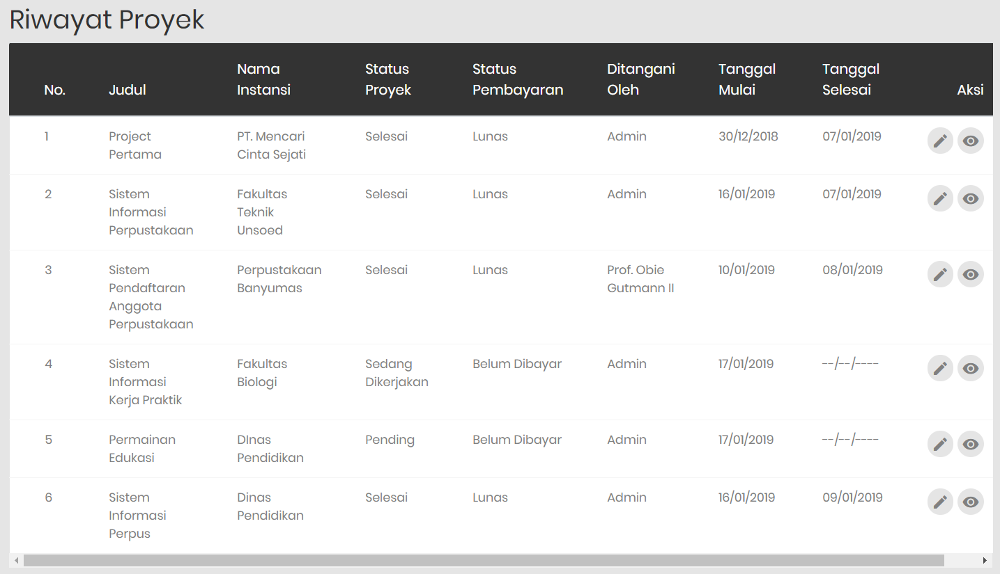 Riwayat Proyek
No. Judul Nama Instansi Status Proyek Status Pembayaran Ditangani Oleh Tanggal Mulai Tanggal Selesai Aksi
1 Project Pertama PT. Mencari Cinta Sejati Selesai Lunas Admin 30/12/2018 07/01/2019
2 Sistem Informasi Perpustakaan Fakultas Teknik Unsoed Selesai Lunas Admin 16/01/2019 07/01/2019
3 Sistem Pendaftaran Anggota Perpustakaan Perpustakaan Banyumas Selesai Lunas Prof. Obie Gutmann II 10/01/2019 08/01/2019
4 Sistem Informasi Kerja Praktik Fakultas Biologi Sedang Dikerjakan Belum Dibayar Admin 17/01/2019 --/--/----
5 Permainan Edukasi DInas Pendidikan Pending Belum Dibayar Admin 17/01/2019 --/--/----
6 Sistem Informasi Perpus Dinas Pendidikan Selesai Lunas Admin 16/01/2019 09/01/2019